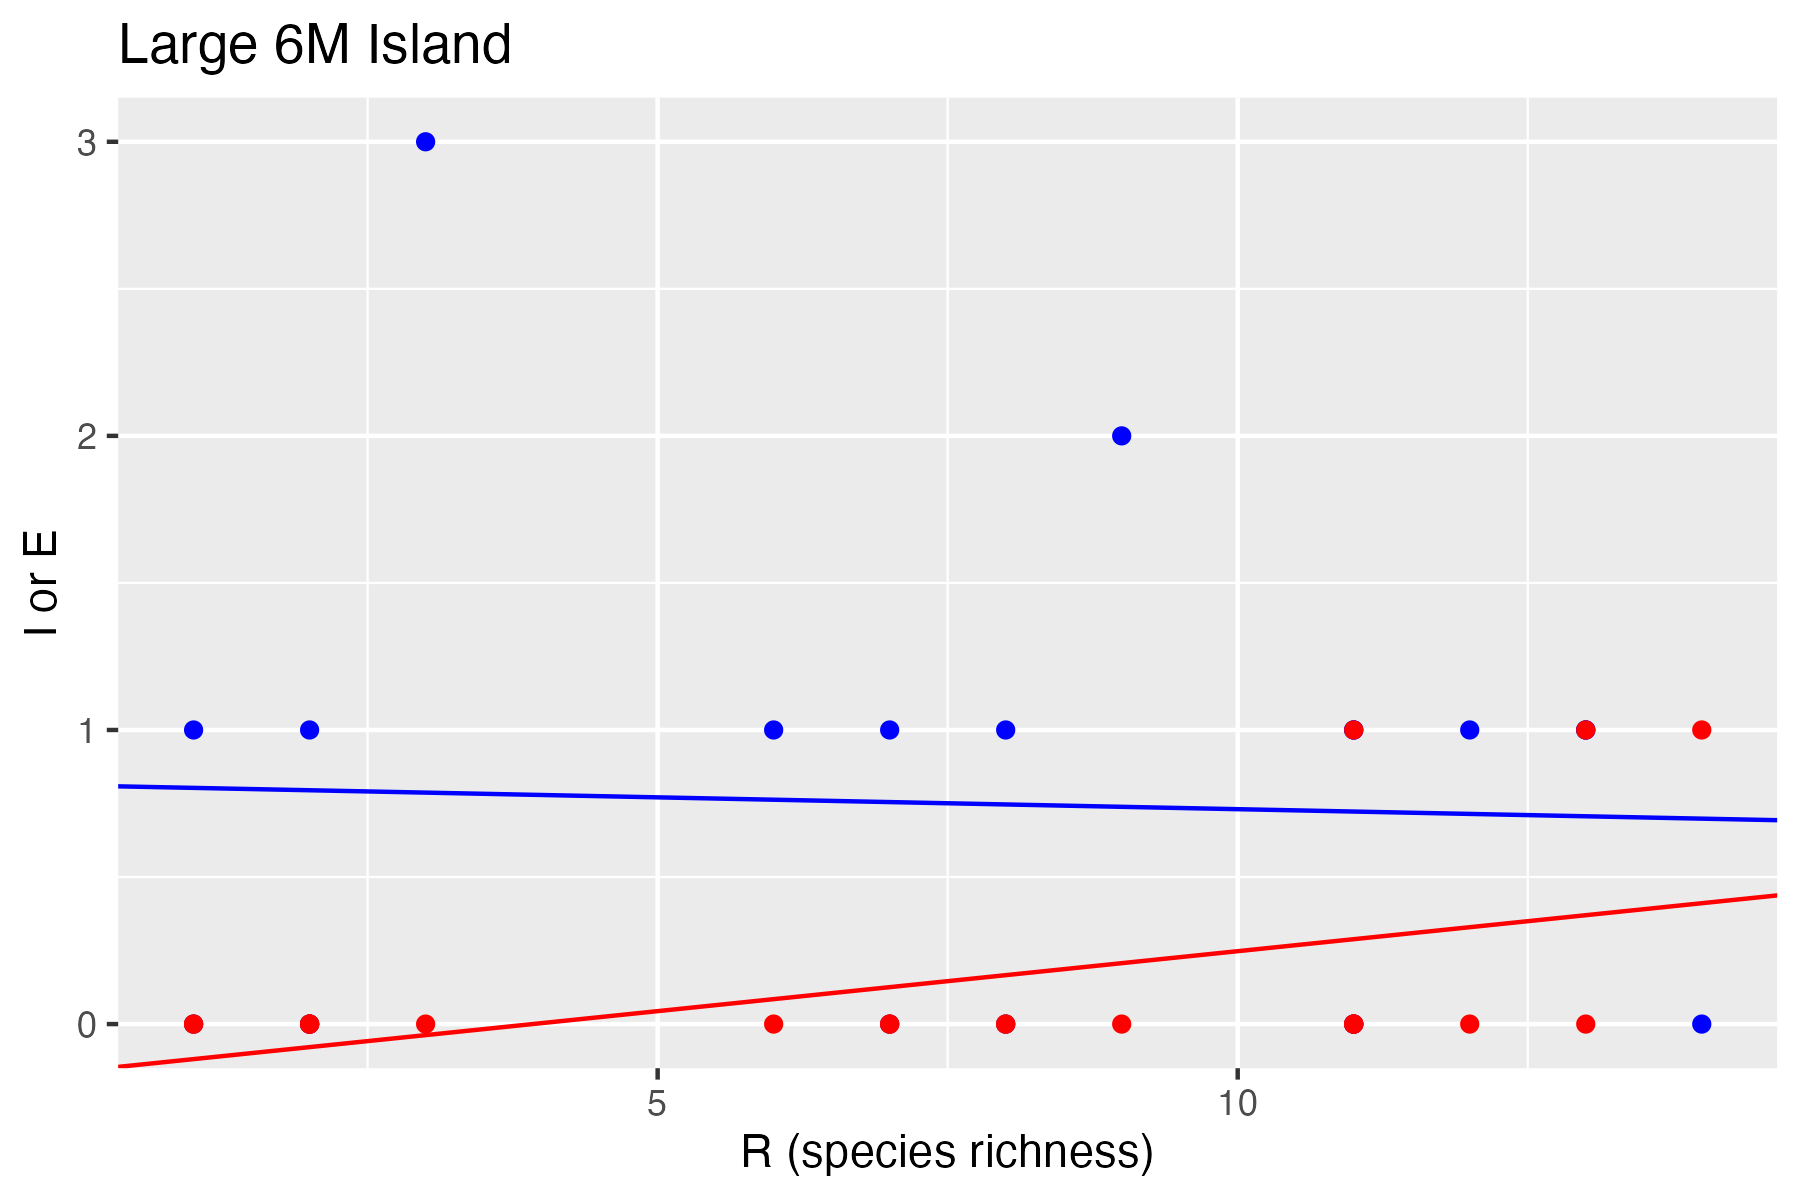 Large 6M Island
3
2
1
0
I or E
5 10
R (species richness)